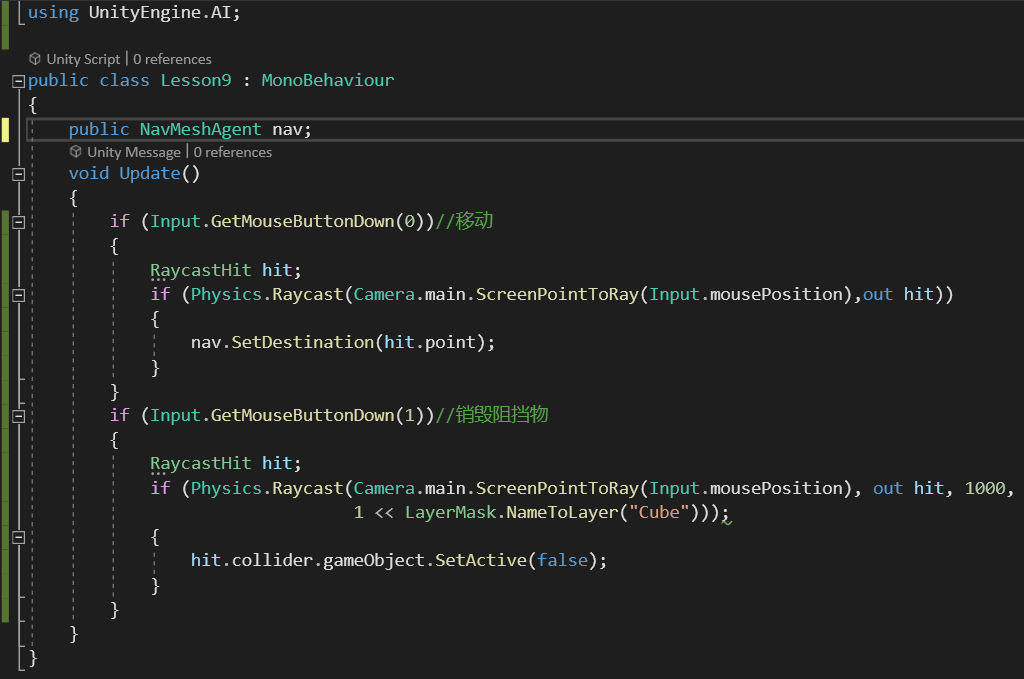 using UnityEngine.AI;
Unity Script | 0 references
public class Lesson9 : MonoBehaviour
{
public NavMeshAgent nav;
Unity Message | 0 references
void Update()
{
if (Input.GetMouseButtonDown(0))//移动
{
RaycastHit hit;
if (Physics.Raycast(Camera.main.ScreenPointToRay(Input.mousePosition),out hit))
{
nav.SetDestination(hit.point);
}
}
if (Input.GetMouseButtonDown(1))//销毁阻挡物
{
RaycastHit hit;
if (Physics.Raycast(Camera.main.ScreenPointToRay(Input.mousePosition), out hit, 1000,
1 << LayerMask.NameToLayer("Cube")));
{
hit.collider.gameObject.SetActive(false);
}
}
}
}